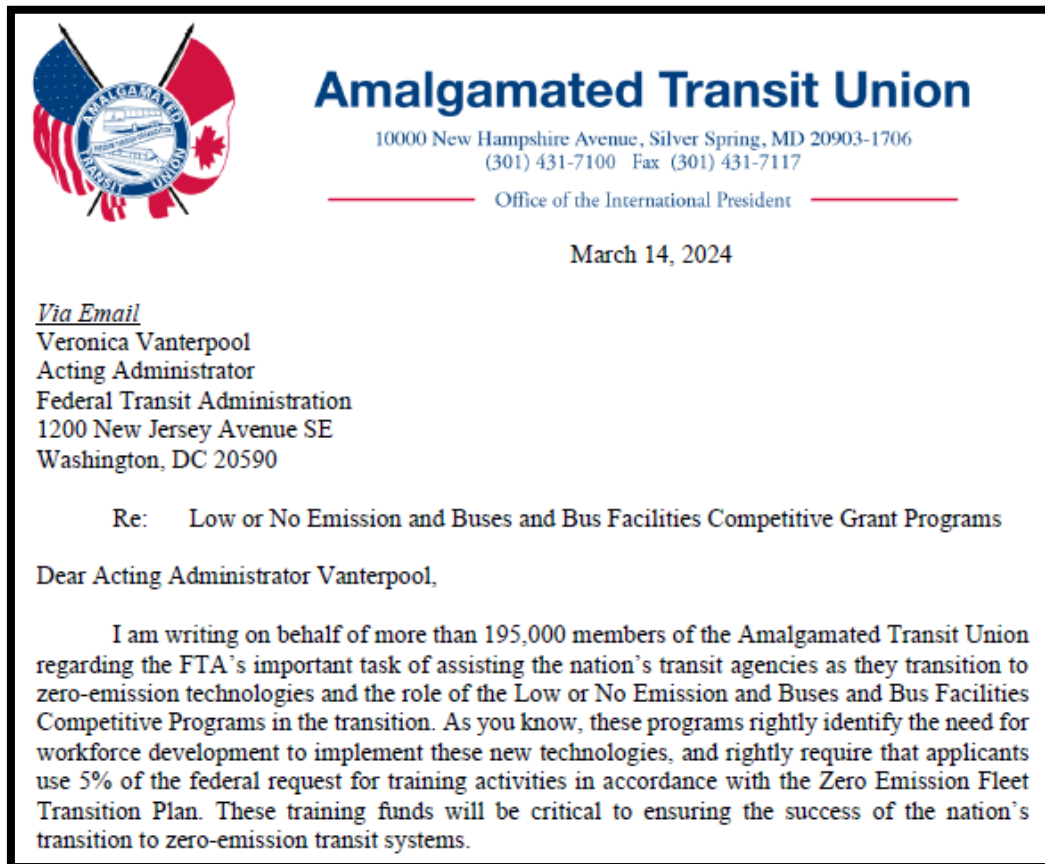 AMALGAMATED
TRANSIT UNION
Amalgamated Transit Union
10000 New Hampshire Avenue, Silver Spring, MD 20903-1706
(301) 431-7100 Fax (301) 431-7117
Office of the International President
March 14, 2024
Via Email
Veronica Vanterpool
Acting Administrator
Federal Transit Administration
1200 New Jersey Avenue SE
Washington, DC 20590
Re: Low or No Emission and Buses and Bus Facilities Competitive Grant Programs
Dear Acting Administrator Vanterpool,
I am writing on behalf of more than 195,000 members of the Amalgamated Transit Union
regarding the FTA's important task of assisting the nation's transit agencies as they transition to
zero-emission technologies and the role of the Low or No Emission and Buses and Bus Facilities
Competitive Programs in the transition. As you know, these programs rightly identify the need for
workforce development to implement these new technologies, and rightly require that applicants
use 5% of the federal request for training activities in accordance with the Zero Emission Fleet
Transition Plan. These training funds will be critical to ensuring the success of the nation's
transition to zero-emission transit systems.